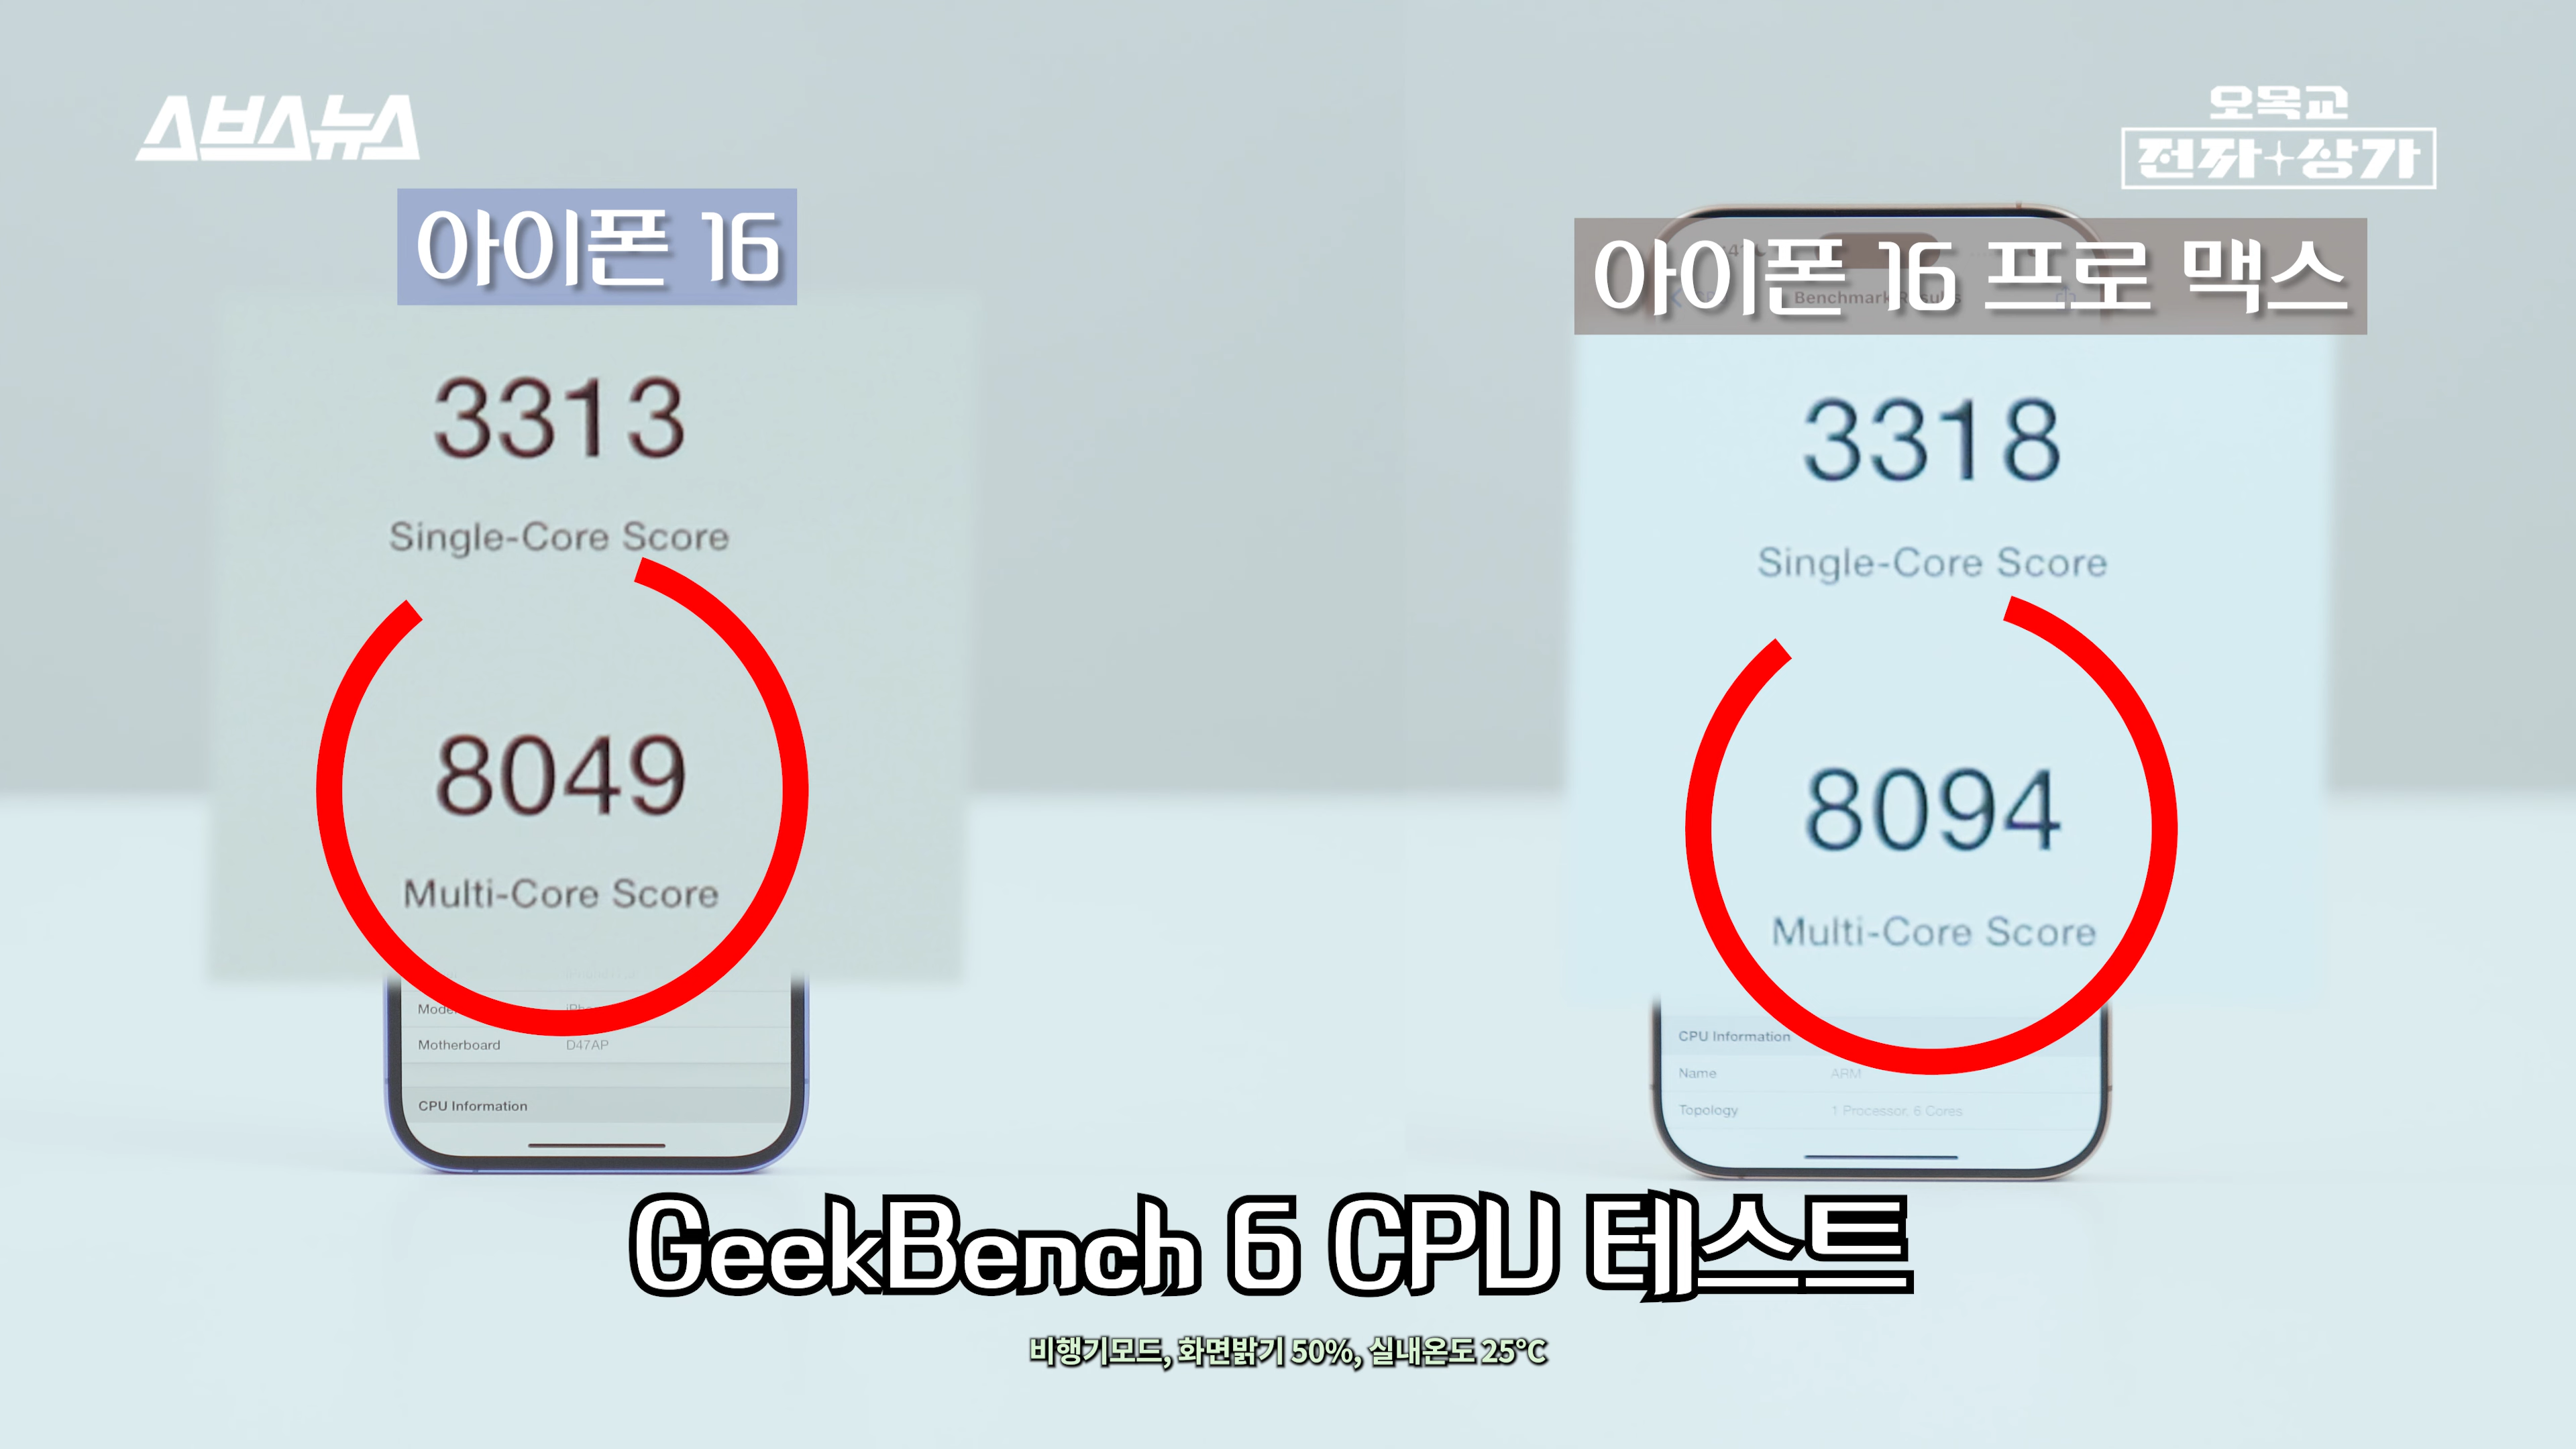 스브스뉴스
오목교
전자상가
아이폰 16
3313
Single-Core Score
8049
Multi-Core Score
Motherboard D47AP
CPU Information
아이폰 16 프로 맥스
Benchmark Results
3318
Single-Core Score
8094
Multi-Core Score
CPU Information
Name ARM
Topology 1 Processor, 6 Cores
GeekBench 6 CPU 테스트
비행기모드, 화면밝기 50%, 실내온도 25°C